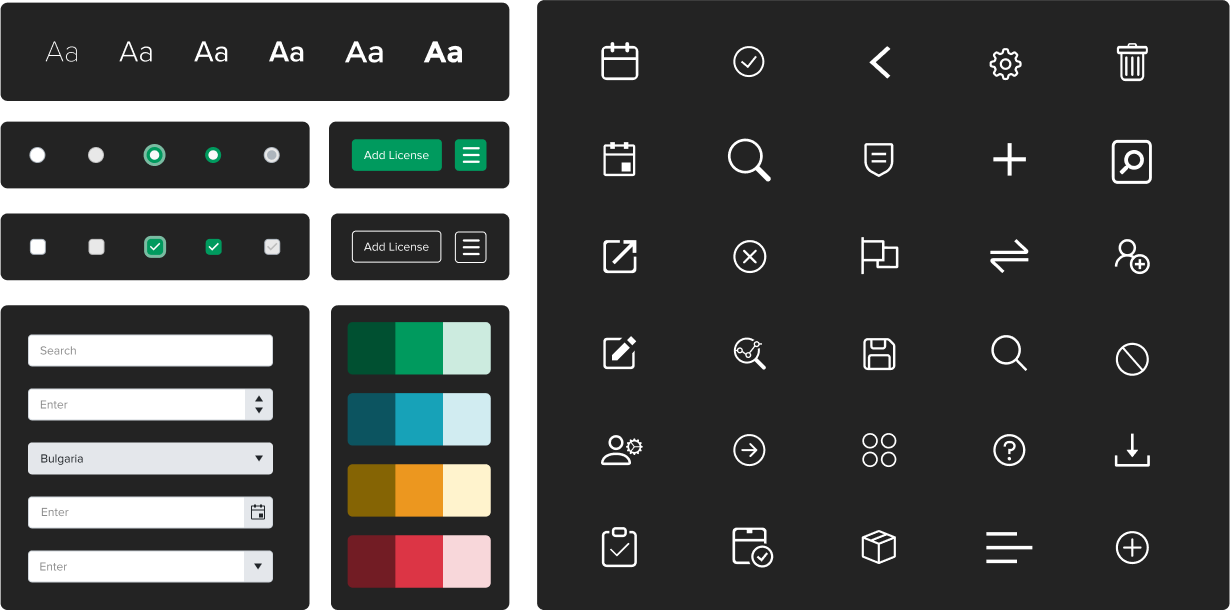 Aa Aa Aa Aa Aa Aa
Add License
Add License
Search
Enter
Bulgaria
Enter
Enter